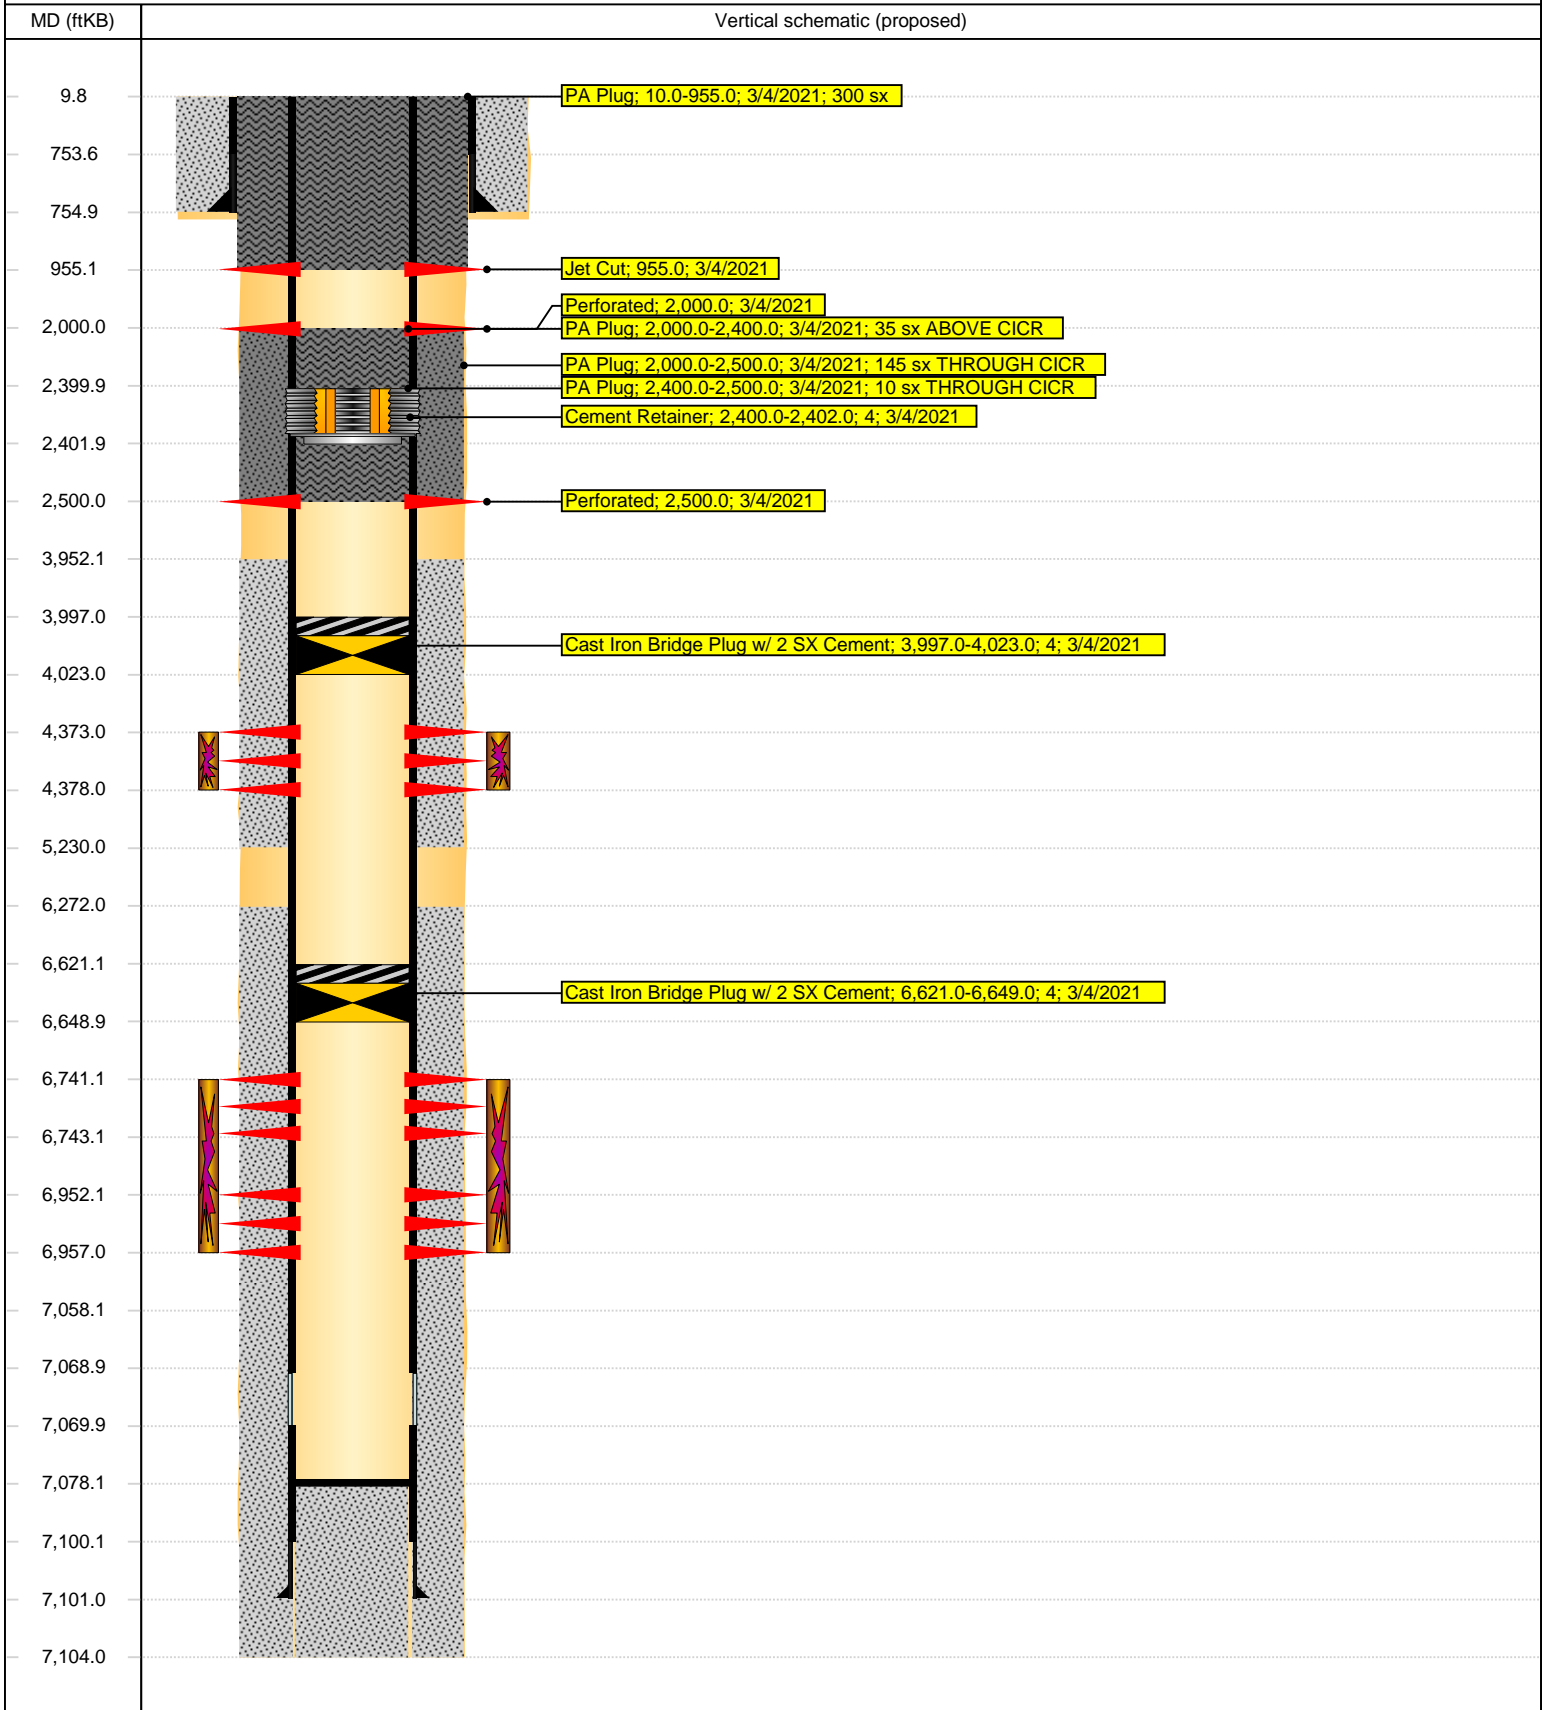 MD (ftKB)
Vertical schematic (proposed)
9.8
PA Plug; 10.0-955.0; 3/4/2021; 300 sx
753.6
754.9
955.1
Jet Cut; 955.0; 3/4/2021
Perforated; 2,000.0; 3/4/2021
2,000.0
PA Plug; 2,000.0-2,400.0; 3/4/2021; 35 sx ABOVE CICR
PA Plug; 2,000.0-2,500.0; 3/4/2021; 145 sx THROUGH CICR
2,399.9
PA Plug; 2,400.0-2,500.0; 3/4/2021; 10 sx THROUGH CICR
Cement Retainer; 2,400.0-2,402.0; 4; 3/4/2021
2,401.9
2,500.0
Perforated; 2,500.0; 3/4/2021
3,952.1
3,997.0
Cast Iron Bridge Plug w/ 2 SX Cement; 3,997.0-4,023.0; 4; 3/4/2021
4,023.0
4,373.0
4,378.0
5,230.0
6,272.0
6,621.1
Cast Iron Bridge Plug w/ 2 SX Cement; 6,621.0-6,649.0; 4; 3/4/2021
6,648.9
6,741.1
6,743.1
6,952.1
6,957.0
7,058.1
7,068.9
7,069.9
7,078.1
7,100.1
7,101.0
7,104.0